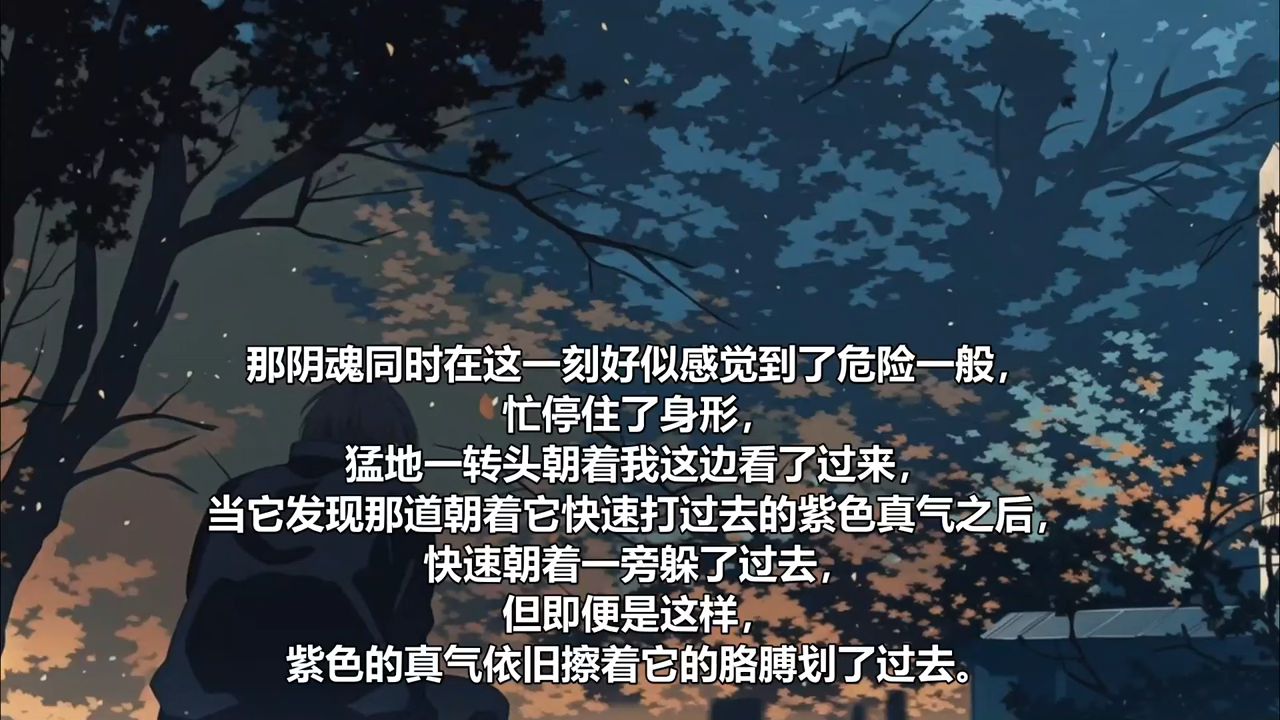 那阴魂同时在这一刻好似感觉到了危险一般，
忙停住了身形，
猛地一转头朝着我这边看了过来，
当它发现那道朝着它快速打过去的紫色真气之后，
快速朝着一旁躲了过去，
但即便是这样，
紫色的真气依旧擦着它的胳膊划了过去。